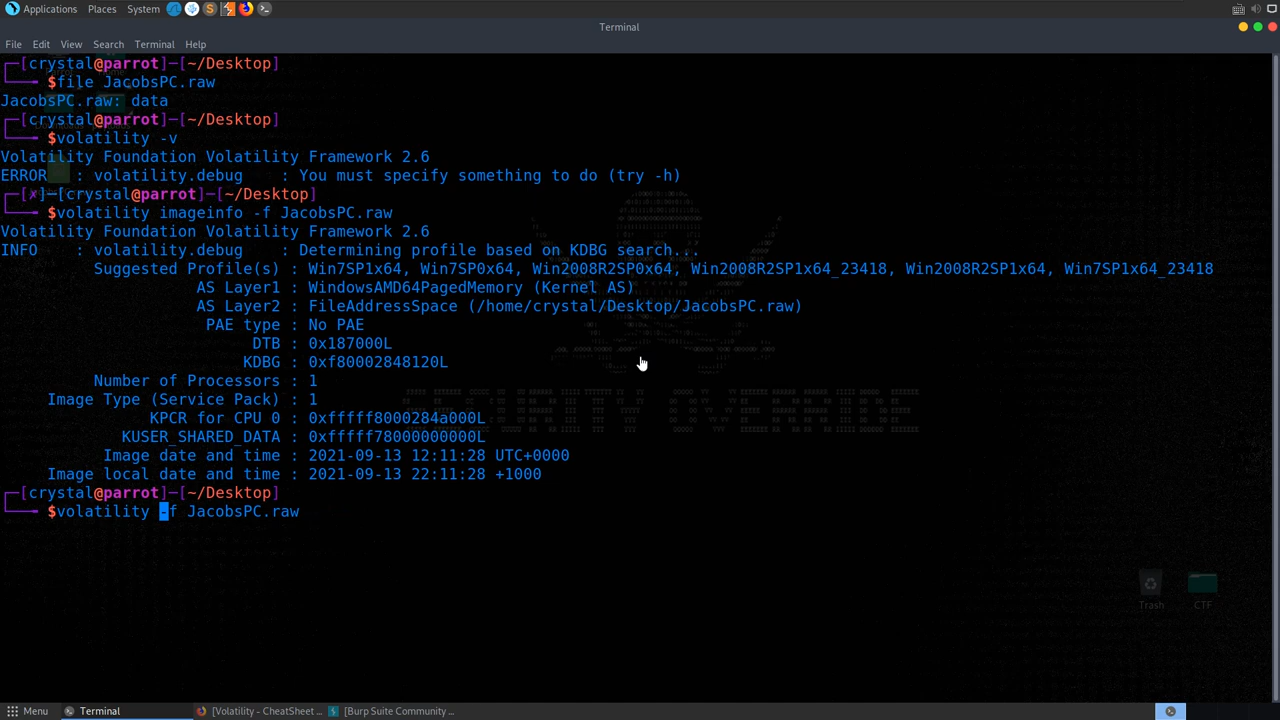 Applications Places System
Terminal
File Edit View Search Terminal Help
┌─[crystal@parrot]─[~/Desktop]
└──╼ $file JacobsPC.raw
JacobsPC.raw: data
┌─[crystal@parrot]─[~/Desktop]
└──╼ $volatility -v
Volatility Foundation Volatility Framework 2.6
ERROR : volatility.debug : You must specify something to do (try -h)
┌─[✗]─[crystal@parrot]─[~/Desktop]
└──╼ $volatility imageinfo -f JacobsPC.raw
Volatility Foundation Volatility Framework 2.6
INFO : volatility.debug : Determining profile based on KDBG search...
Suggested Profile(s) : Win7SP1x64, Win7SP0x64, Win2008R2SP0x64, Win2008R2SP1x64_23418, Win2008R2SP1x64, Win7SP1x64_23418
AS Layer1 : WindowsAMD64PagedMemory (Kernel AS)
AS Layer2 : FileAddressSpace (/home/crystal/Desktop/JacobsPC.raw)
PAE type : No PAE
DTB : 0x187000L
KDBG : 0xf80002848120L
Number of Processors : 1
Image Type (Service Pack) : 1
KPCR for CPU 0 : 0xfffff8000284a000L
KUSER_SHARED_DATA : 0xfffff78000000000L
Image date and time : 2021-09-13 12:11:28 UTC+0000
Image local date and time : 2021-09-13 22:11:28 +1000
┌─[crystal@parrot]─[~/Desktop]
└──╼ $volatility -f JacobsPC.raw
Trash CTF
Menu Terminal [Volatility - CheatSheet ... [Burp Suite Community ...